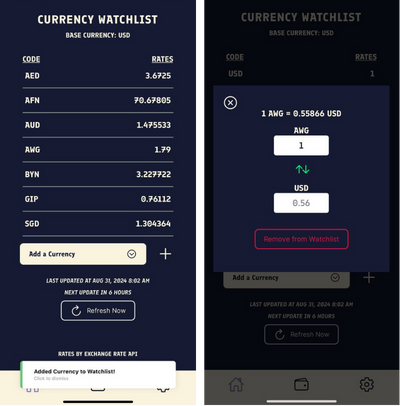 CURRENCY WATCHLIST
BASE CURRENCY: USD
CODE RATES
AED 3.6725
AFN 70.67805
AUD 1.475533
AWG 1.79
BYN 3.227722
GIP 0.76112
SGD 1.304364
Add a Currency
LAST UPDATED AT AUG 31, 2024 8:02 AM
NEXT UPDATE IN 6 HOURS
Refresh Now
RATES BY EXCHANGE RATE API
Added Currency to Watchlist!
Click to dismiss
CURRENCY WATCHLIST
BASE CURRENCY: USD
CODE RATES
USD 1
1 AWG = 0.55866 USD
AWG
1
USD
0.56
Remove from Watchlist
Add a Currency
LAST UPDATED AT AUG 31, 2024 8:02 AM
NEXT UPDATE IN 6 HOURS
Refresh Now